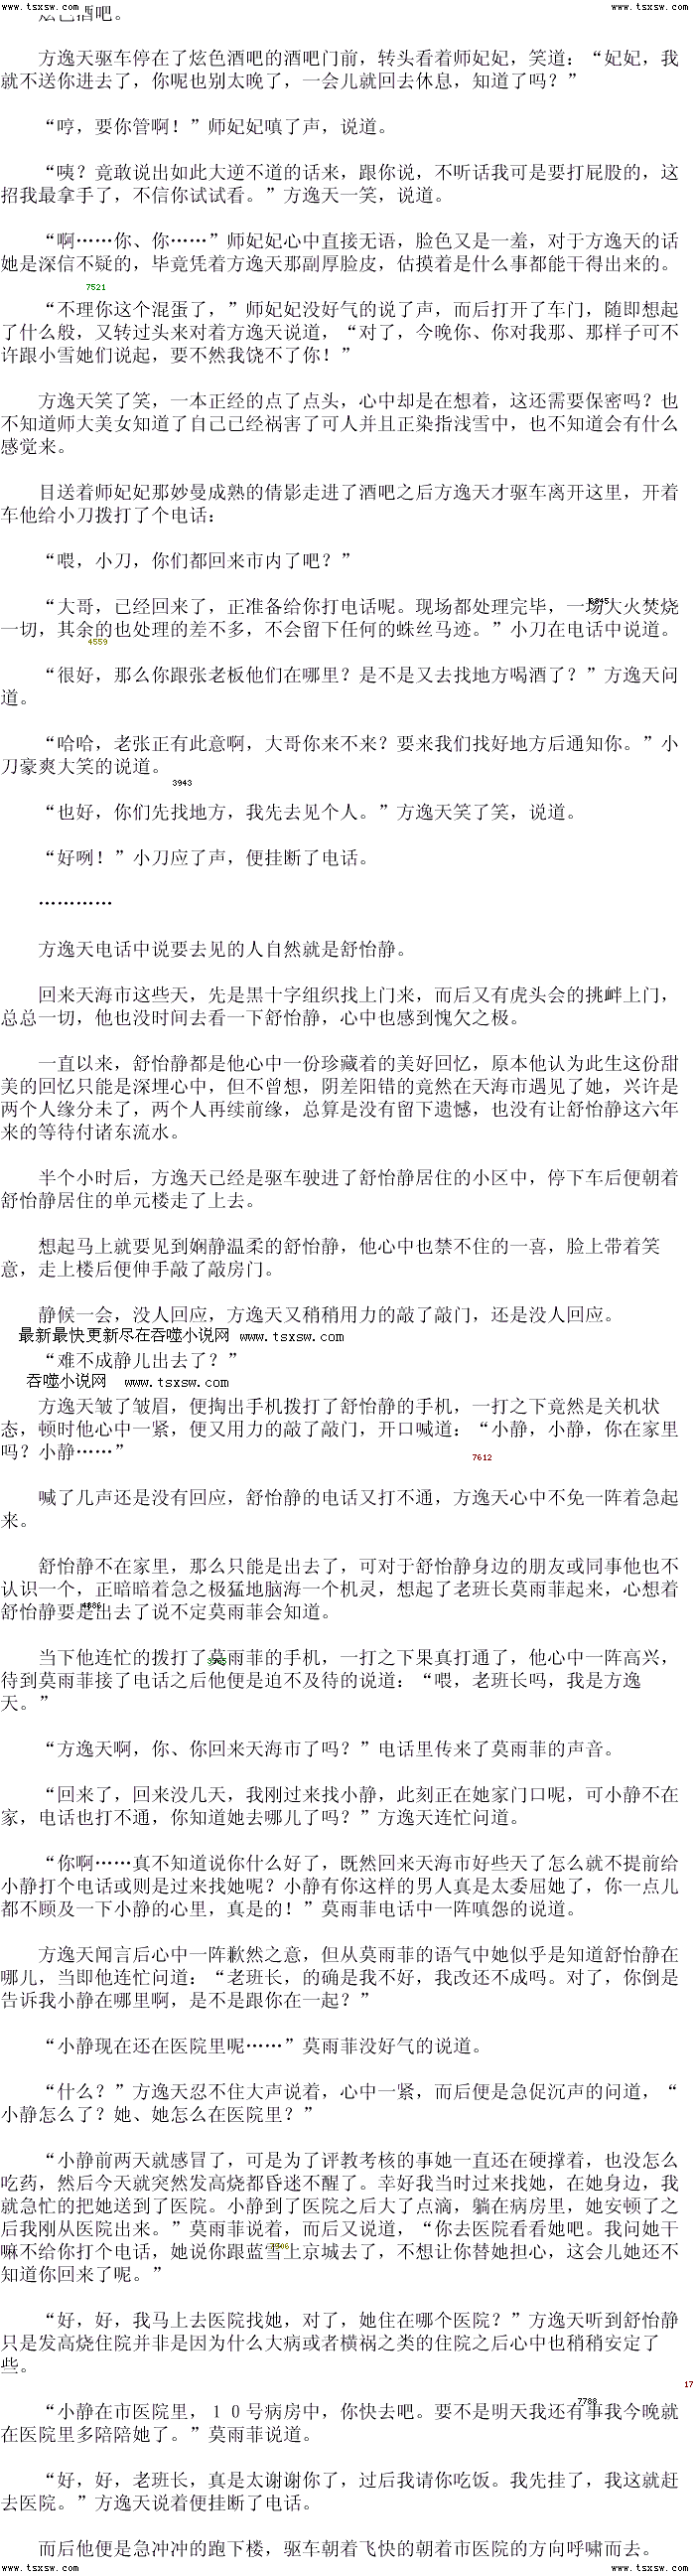 www.tsxsw.com www.tsxsw.com
炫色酒吧。
方逸天驱车停在了炫色酒吧的酒吧门前，转头看着师妃妃，笑道：“妃妃，我
就不送你进去了，你呢也别太晚了，一会儿就回去休息，知道了吗？”
“哼，要你管啊！”师妃妃嗔了声，说道。
“咦？竟敢说出如此大逆不道的话来，跟你说，不听话我可是要打屁股的，这
招我最拿手了，不信你试试看。”方逸天一笑，说道。
“啊……你、你……”师妃妃心中直接无语，脸色又是一羞，对于方逸天的话
她是深信不疑的，毕竟凭着方逸天那副厚脸皮，估摸着是什么事都能干得出来的。
7521
“不理你这个混蛋了，”师妃妃没好气的说了声，而后打开了车门，随即想起
了什么般，又转过头来对着方逸天说道，“对了，今晚你、你对我那、那样子可不
许跟小雪她们说起，要不然我饶不了你！”
方逸天笑了笑，一本正经的点了点头，心中却是在想着，这还需要保密吗？也
不知道师大美女知道了自己已经祸害了可人并且正染指浅雪中，也不知道会有什么
感觉来。
目送着师妃妃那妙曼成熟的倩影走进了酒吧之后方逸天才驱车离开这里，开着
车他给小刀拨打了个电话：
“喂，小刀，你们都回来市内了吧？”
“大哥，已经回来了，正准备给你打电话呢。现场都处理完毕，一场大火焚烧
一切，其余的也处理的差不多，不会留下任何的蛛丝马迹。”小刀在电话中说道。
4559
“很好，那么你跟张老板他们在哪里？是不是又去找地方喝酒了？”方逸天问
道。
“哈哈，老张正有此意啊，大哥你来不来？要来我们找好地方后通知你。”小
刀豪爽大笑的说道。
3943
“也好，你们先找地方，我先去见个人。”方逸天笑了笑，说道。
“好咧！”小刀应了声，便挂断了电话。
…………
方逸天电话中说要去见的人自然就是舒怡静。
回来天海市这些天，先是黑十字组织找上门来，而后又有虎头会的挑衅上门，
总总一切，他也没时间去看一下舒怡静，心中也感到愧欠之极。
一直以来，舒怡静都是他心中一份珍藏着的美好回忆，原本他认为此生这份甜
美的回忆只能是深埋心中，但不曾想，阴差阳错的竟然在天海市遇见了她，兴许是
两个人缘分未了，两个人再续前缘，总算是没有留下遗憾，也没有让舒怡静这六年
来的等待付诸东流水。
半个小时后，方逸天已经是驱车驶进了舒怡静居住的小区中，停下车后便朝着
舒怡静居住的单元楼走了上去。
想起马上就要见到娴静温柔的舒怡静，他心中也禁不住的一喜，脸上带着笑
意，走上楼后便伸手敲了敲房门。
静候一会，没人回应，方逸天又稍稍用力的敲了敲门，还是没人回应。
最新最快更新尽在吞噬小说网 www.tsxsw.com
“难不成静儿出去了？”
吞噬小说网 www.tsxsw.com
方逸天皱了皱眉，便掏出手机拨打了舒怡静的手机，一打之下竟然是关机状
态，顿时他心中一紧，便又用力的敲了敲门，开口喊道：“小静，小静，你在家里
吗？小静……”
7612
喊了几声还是没有回应，舒怡静的电话又打不通，方逸天心中不免一阵着急起
来。
舒怡静不在家里，那么只能是出去了，可对于舒怡静身边的朋友或同事他也不
认识一个，正暗暗着急之极猛地脑海一个机灵，想起了老班长莫雨菲起来，心想着
舒怡静要是出去了说不定莫雨菲会知道。
当下他连忙的拨打了莫雨菲的手机，一打之下果真打通了，他心中一阵高兴，
待到莫雨菲接了电话之后他便是迫不及待的说道：“喂，老班长吗，我是方逸
天。”
“方逸天啊，你、你回来天海市了吗？”电话里传来了莫雨菲的声音。
“回来了，回来没几天，我刚过来找小静，此刻正在她家门口呢，可小静不在
家，电话也打不通，你知道她去哪儿了吗？”方逸天连忙问道。
“你啊……真不知道说你什么好了，既然回来天海市好些天了怎么就不提前给
小静打个电话或则是过来找她呢？小静有你这样的男人真是太委屈她了，你一点儿
都不顾及一下小静的心里，真是的！”莫雨菲电话中一阵嗔怨的说道。
方逸天闻言后心中一阵歉然之意，但从莫雨菲的语气中她似乎是知道舒怡静在
哪儿，当即他连忙问道：“老班长，的确是我不好，我改还不成吗。对了，你倒是
告诉我小静在哪里啊，是不是跟你在一起？”
“小静现在还在医院里呢……”莫雨菲没好气的说道。
“什么？”方逸天忍不住大声说着，心中一紧，而后便是急促沉声的问道，“
小静怎么了？她、她怎么在医院里？”
“小静前两天就感冒了，可是为了评教考核的事她一直还在硬撑着，也没怎么
吃药，然后今天就突然发高烧都昏迷不醒了。幸好我当时过来找她，在她身边，我
就急忙的把她送到了医院。小静到了医院之后大了点滴，躺在病房里，她安顿了之
后我刚从医院出来。”莫雨菲说着，而后又说道，“你去医院看看她吧。我问她干
嘛不给你打个电话，她说你跟蓝雪上京城去了，不想让你替她担心，这会儿她还不
知道你回来了呢。”
“好，好，我马上去医院找她，对了，她住在哪个医院？”方逸天听到舒怡静
只是发高烧住院并非是因为什么大病或者横祸之类的住院之后心中也稍稍安定了
些。
17
7788
“小静在市医院里，１０号病房中，你快去吧。要不是明天我还有事我今晚就
在医院里多陪陪她了。”莫雨菲说道。
“好，好，老班长，真是太谢谢你了，过后我请你吃饭。我先挂了，我这就赶
去医院。”方逸天说着便挂断了电话。
而后他便是急冲冲的跑下楼，驱车朝着飞快的朝着市医院的方向呼啸而去。
www.tsxsw.com www.tsxsw.com